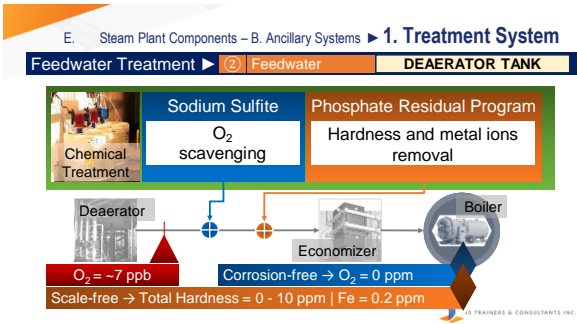 E. Steam Plant Components – B. Ancillary Systems ► 1. Treatment System
Feedwater Treatment ► ② Feedwater DEAERATOR TANK
Chemical
Treatment
Sodium Sulfite
O₂
scavenging
Phosphate Residual Program
Hardness and metal ions
removal
Deaerator
Economizer
Boiler
O₂ = ~7 ppb
Corrosion-free → O₂ = 0 ppm
Scale-free → Total Hardness = 0 - 10 ppm | Fe = 0.2 ppm
JS TRAINERS & CONSULTANTS INC.